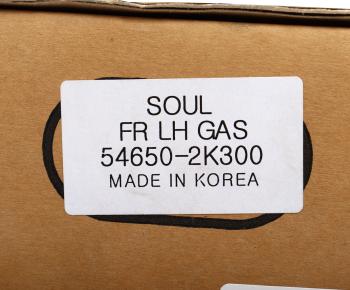 SOUL
FR LH GAS
54650-2K300
MADE IN KOREA